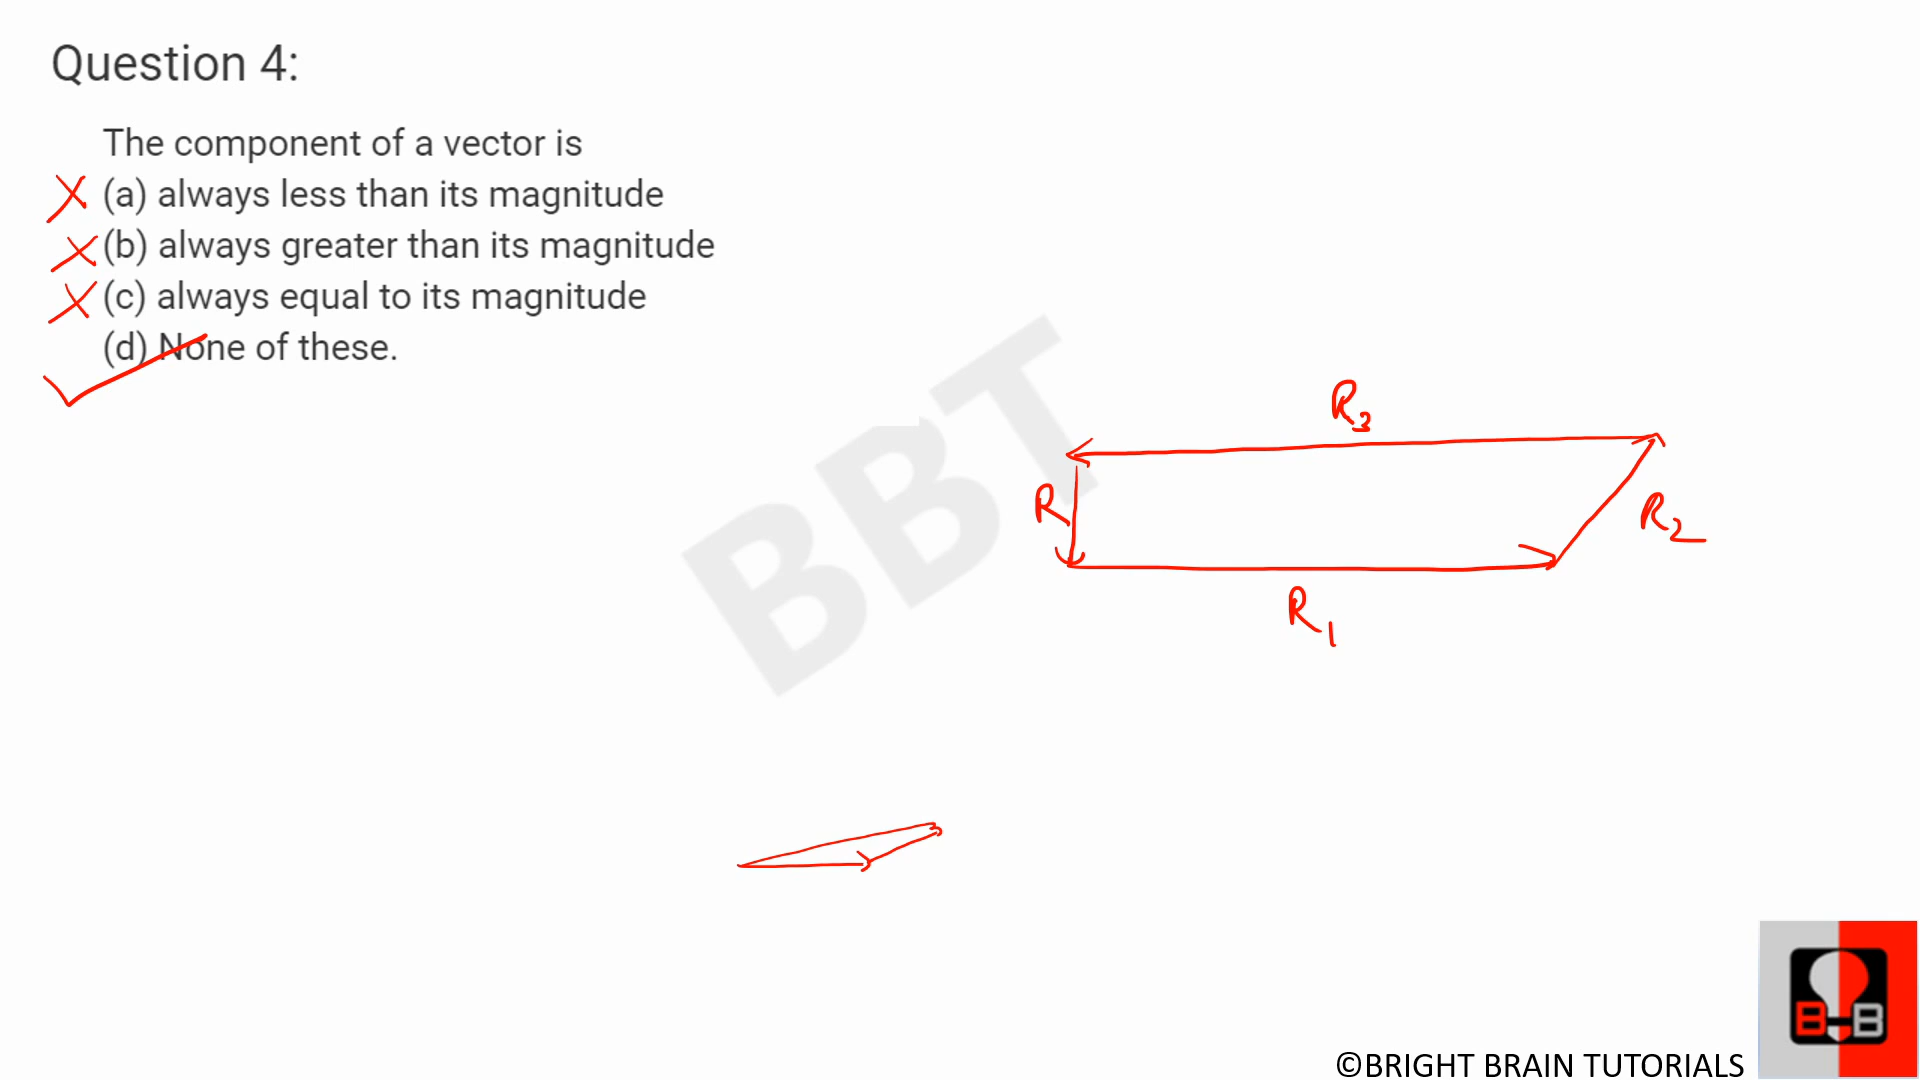 Question 4:
The component of a vector is
(a) always less than its magnitude
(b) always greater than its magnitude
(c) always equal to its magnitude
(d) None of these.
BBT
R3
R
R2
R1
B-B
©BRIGHT BRAIN TUTORIALS